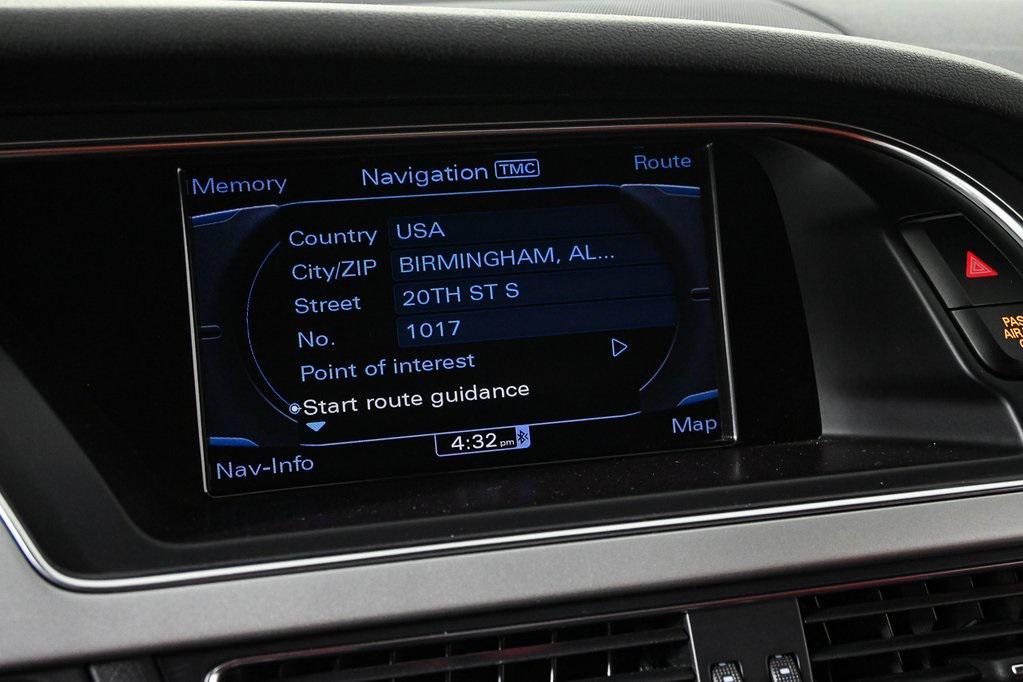 Memory Navigation TMC Route
Country USA
City/ZIP BIRMINGHAM, AL...
Street 20TH ST S
No. 1017
Point of interest
Start route guidance
4:32 pm
Nav-Info Map